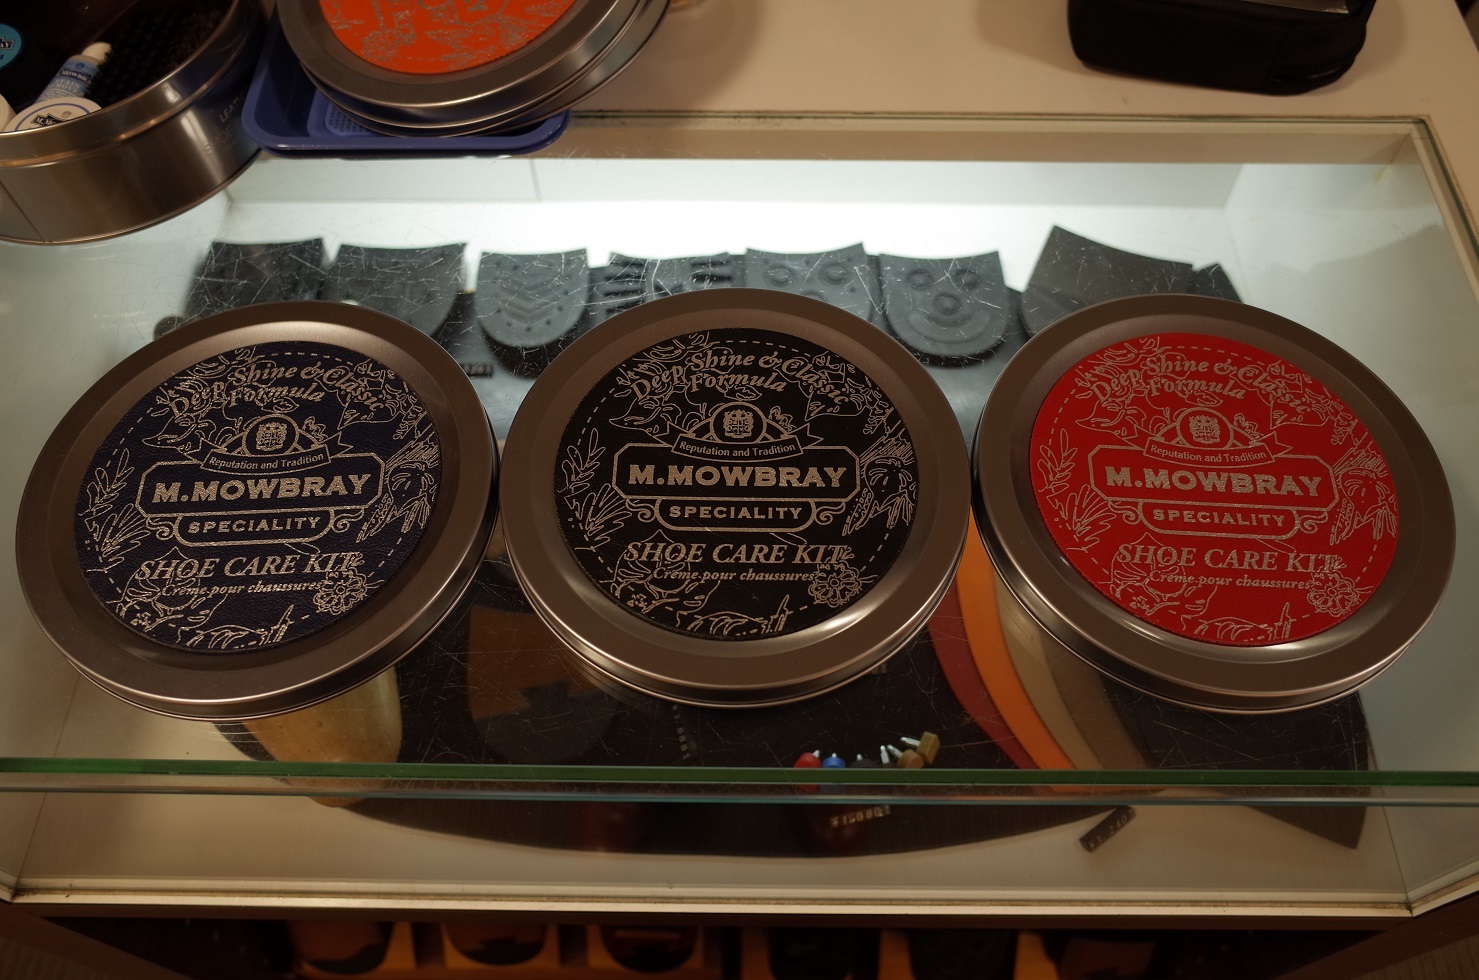 Deep Shine & Classic
Formula
Reputation and Tradition
M.MOWBRAY
SPECIALITY
SHOE CARE KIT
Crème pour chaussures
Deep Shine & Classic
Formula
Reputation and Tradition
M.MOWBRAY
SPECIALITY
SHOE CARE KIT
Crème pour chaussures
Deep Shine & Classic
Formula
Reputation and Tradition
M.MOWBRAY
SPECIALITY
SHOE CARE KIT
Crème pour chaussures